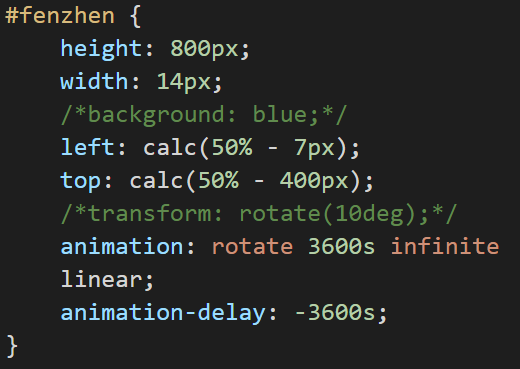 #fenzhen {
    height: 800px;
    width: 14px;
    /*background: blue;*/
    left: calc(50% - 7px);
    top: calc(50% - 400px);
    /*transform: rotate(10deg);*/
    animation: rotate 3600s infinite
    linear;
    animation-delay: -3600s;
}